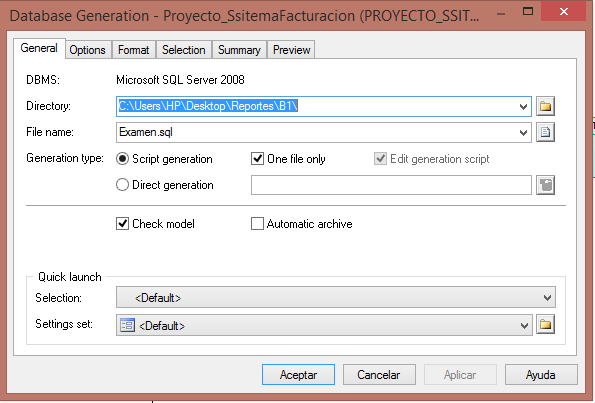 Database Generation - Proyecto_SsitemaFacturacion (PROYECTO_SSIT...
General Options Format Selection Summary Preview
DBMS: Microsoft SQL Server 2008
Directory: C:\Users\HP\Desktop\Reportes\B1\
File name: Examen.sql
Generation type: Script generation One file only Edit generation script
Direct generation
Check model Automatic archive
Quick launch
Selection: <Default>
Settings set: <Default>
Aceptar Cancelar Aplicar Ayuda